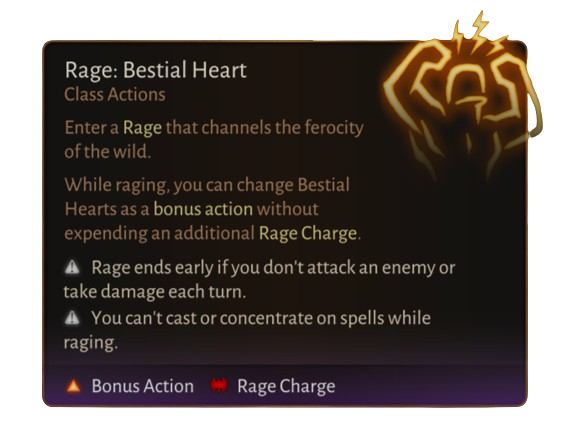 Rage: Bestial Heart
Class Actions
Enter a Rage that channels the ferocity
of the wild.
While raging, you can change Bestial
Hearts as a bonus action without
expending an additional Rage Charge.
Rage ends early if you don't attack an enemy or
take damage each turn.
You can't cast or concentrate on spells while
raging.
Bonus Action Rage Charge